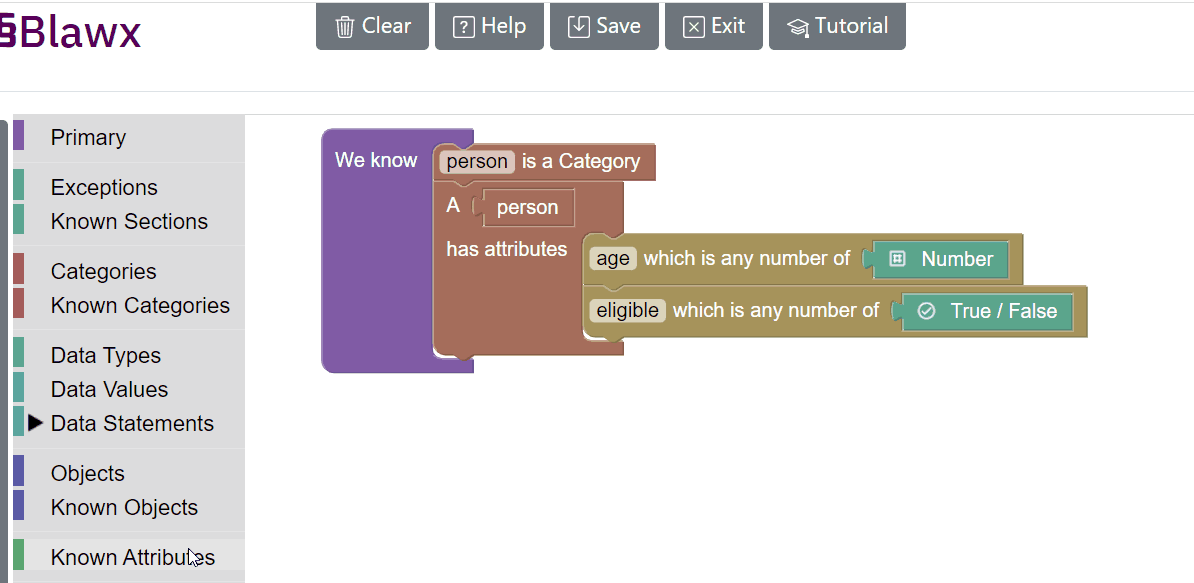 §Blawx
Clear
Help
Save
Exit
Tutorial
Primary
Exceptions
Known Sections
Categories
Known Categories
Data Types
Data Values
Data Statements
Objects
Known Objects
Known Attributes
We know
person is a Category
A person
has attributes
age which is any number of Number
eligible which is any number of True / False